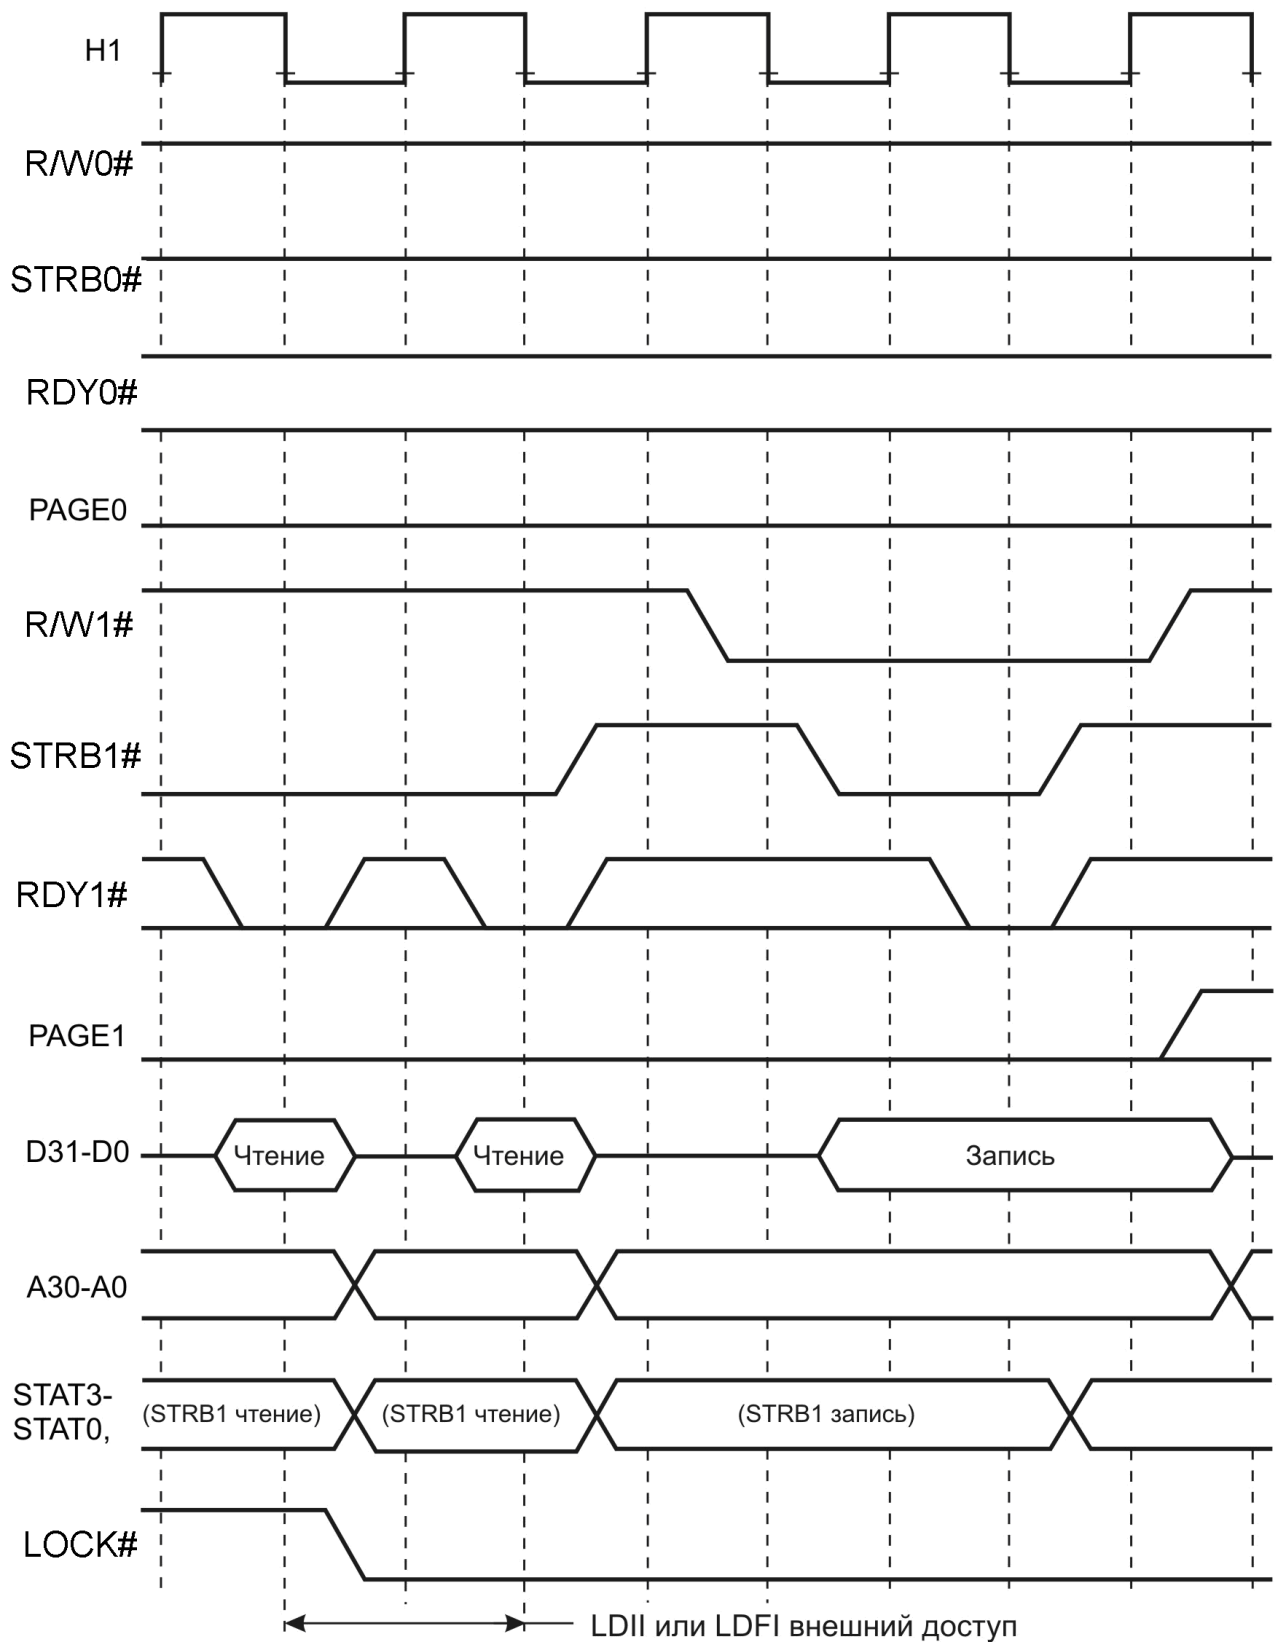 H1
R/W0#
STRB0#
RDY0#
PAGE0
R/W1#
STRB1#
RDY1#
PAGE1
D31-D0
Чтение
Чтение
Запись
A30-A0
STAT3-
STAT0,
(STRB1 чтение)
(STRB1 чтение)
(STRB1 запись)
LOCK#
LDII или LDFI внешний доступ